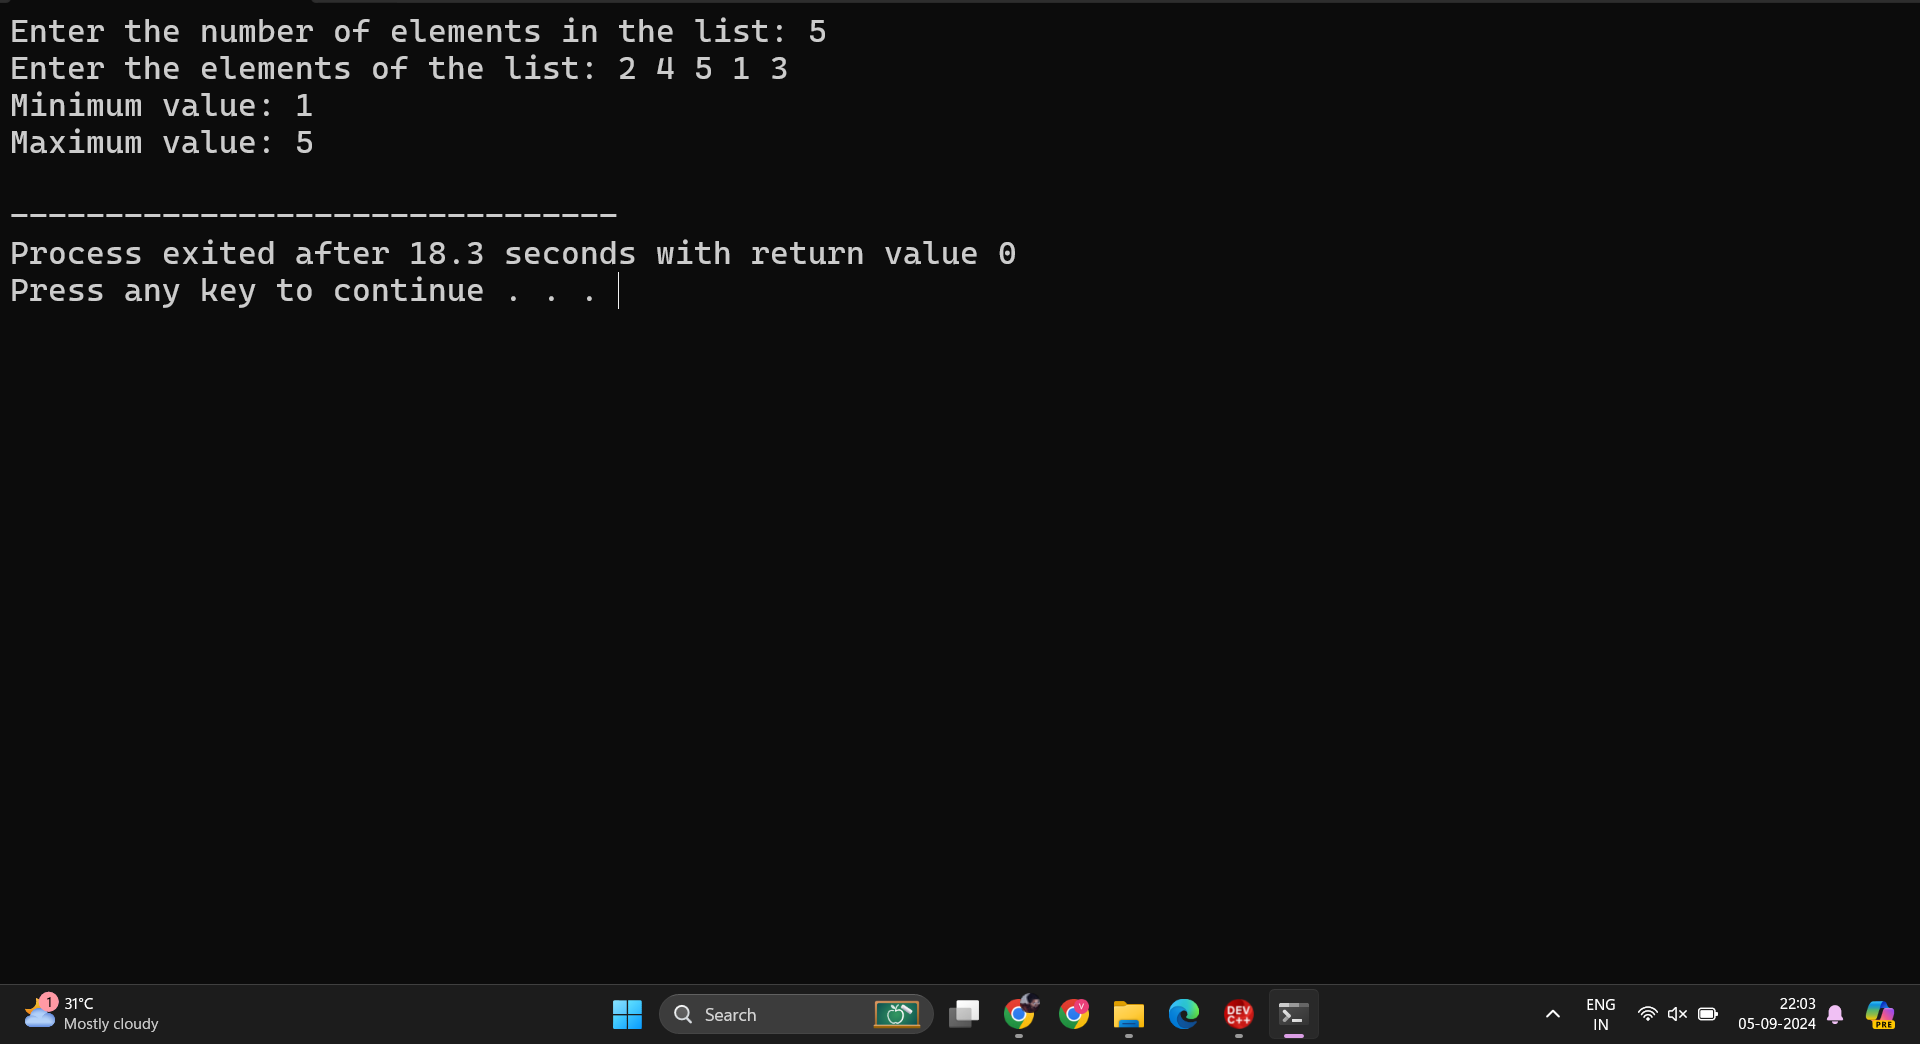 Enter the number of elements in the list: 5
Enter the elements of the list: 2 4 5 1 3
Minimum value: 1
Maximum value: 5
--------------------------------
Process exited after 18.3 seconds with return value 0
Press any key to continue . . .
1
31°C
Mostly cloudy
Search
V
DEV
C++
ENG
IN
22:03
05-09-2024
PRE